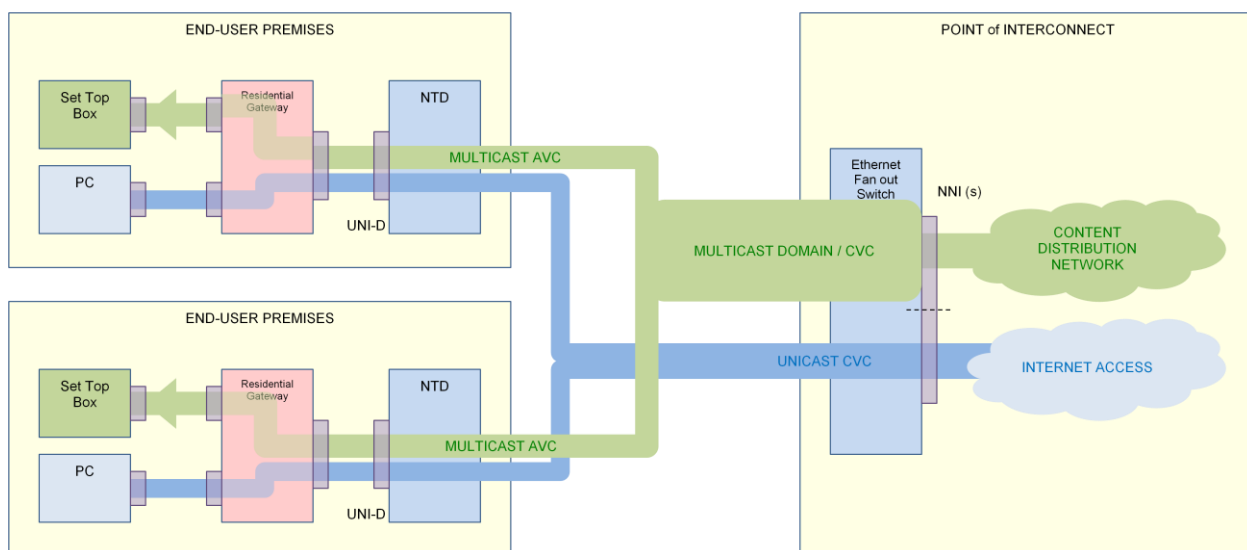 END-USER PREMISES
Set Top
Box
Residential
Gateway
NTD
MULTICAST AVC
PC
UNI-D
END-USER PREMISES
Set Top
Box
Residential
Gateway
NTD
MULTICAST AVC
PC
UNI-D
POINT of INTERCONNECT
Ethernet
Fan out
Switch
NNI (s)
MULTICAST DOMAIN / CVC
CONTENT
DISTRIBUTION
NETWORK
UNICAST CVC
INTERNET ACCESS